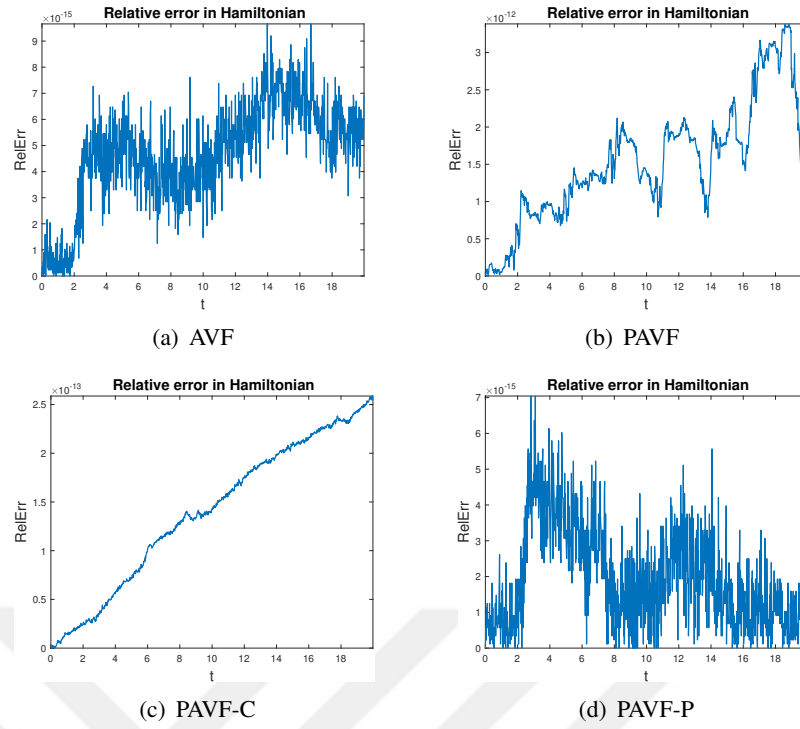 Relative error in Hamiltonian
×10⁻¹⁵
9
8
7
6
5
4
3
2
1
0
RelErr
0 2 4 6 8 10 12 14 16 18
t
(a) AVF
Relative error in Hamiltonian
×10⁻¹²
3
2.5
2
1.5
1
0.5
0
RelErr
0 2 4 6 8 10 12 14 16 18
t
(b) PAVF
Relative error in Hamiltonian
×10⁻¹³
2.5
2
1.5
1
0.5
0
RelErr
0 2 4 6 8 10 12 14 16 18
t
(c) PAVF-C
Relative error in Hamiltonian
×10⁻¹⁵
7
6
5
4
3
2
1
0
RelErr
0 2 4 6 8 10 12 14 16 18
t
(d) PAVF-P